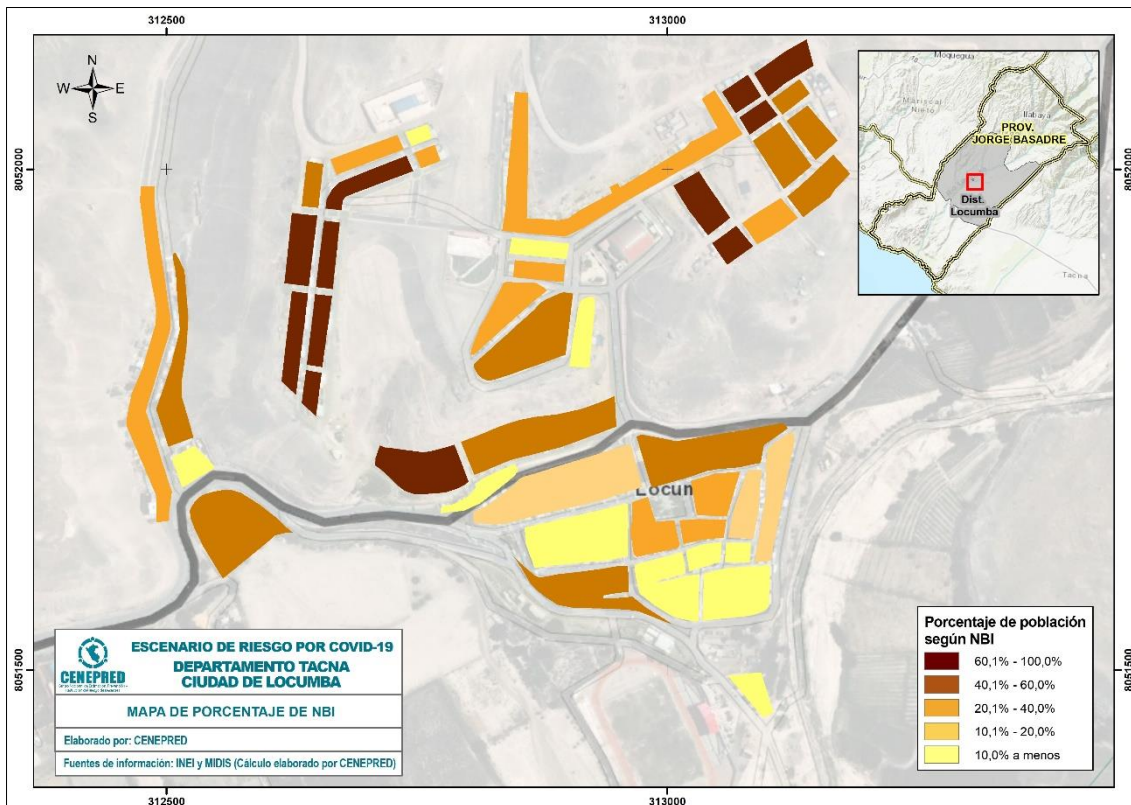 312500
313000
N
W
E
S
8052000
8052000
Moquegua
Mariscal
Nieto
Ilabaya
PROV.
JORGE BASADRE
Dist.
Locumba
Tacna
Locun
8051500
8051500
Porcentaje de población
según NBI
60,1% - 100,0%
40,1% - 60,0%
20,1% - 40,0%
10,1% - 20,0%
10,0% a menos
CENEPRED
ESCENARIO DE RIESGO POR COVID-19
DEPARTAMENTO TACNA
CIUDAD DE LOCUMBA
MAPA DE PORCENTAJE DE NBI
Elaborado por: CENEPRED
Fuentes de información: INEI y MIDIS (Cálculo elaborado por CENEPRED)
312500
313000